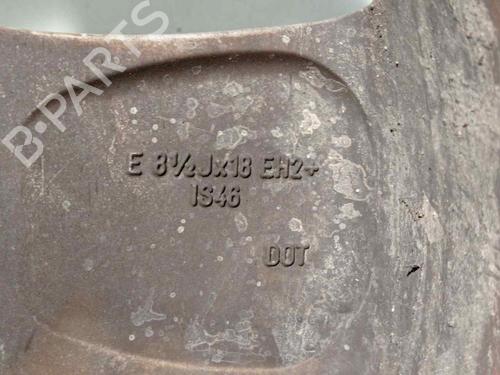 B-PARTS
E 8½Jx18 EH2+
IS46
DOT